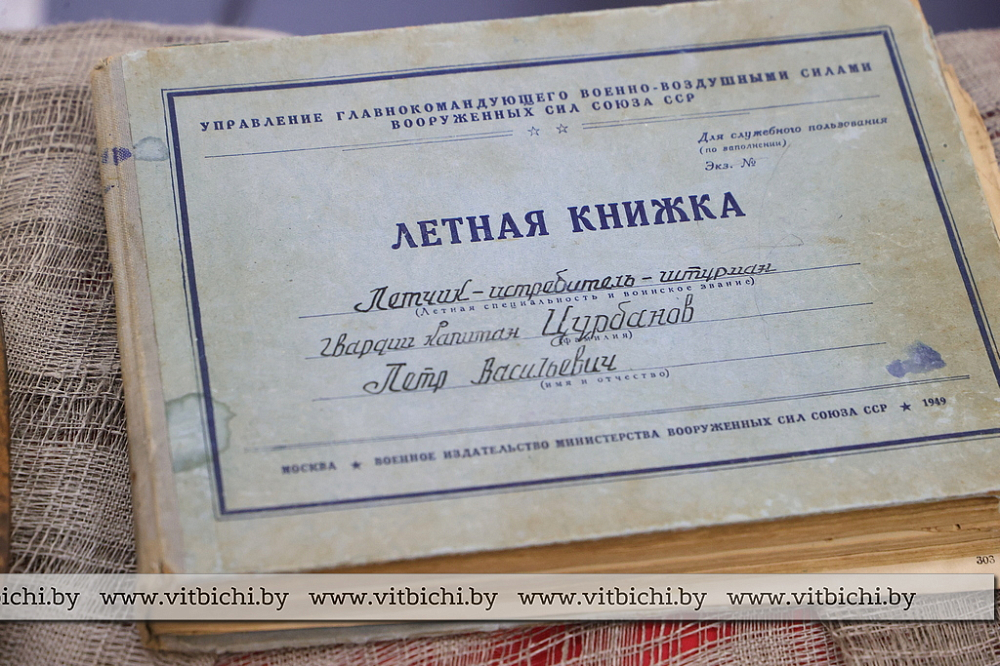 УПРАВЛЕНИЕ ГЛАВНОКОМАНДУЮЩЕГО ВОЕННО-ВОЗДУШНЫМИ СИЛАМИ
ВООРУЖЕННЫХ СИЛ СОЮЗА ССР
Для служебного пользования
(по заполнении)
Экз. №
ЛЕТНАЯ КНИЖКА
Летчик-истребитель-штурман
(Летная специальность и воинское звание)
гвардии капитан Цурбанов
(фамилия)
Петр Васильевич
(имя и отчество)
МОСКВА ★ ВОЕННОЕ ИЗДАТЕЛЬСТВО МИНИСТЕРСТВА ВООРУЖЕННЫХ СИЛ СОЮЗА ССР ★ 1949
303
bichi.by www.vitbichi.by www.vitbichi.by www.vitbichi.by www.vitbichi.by